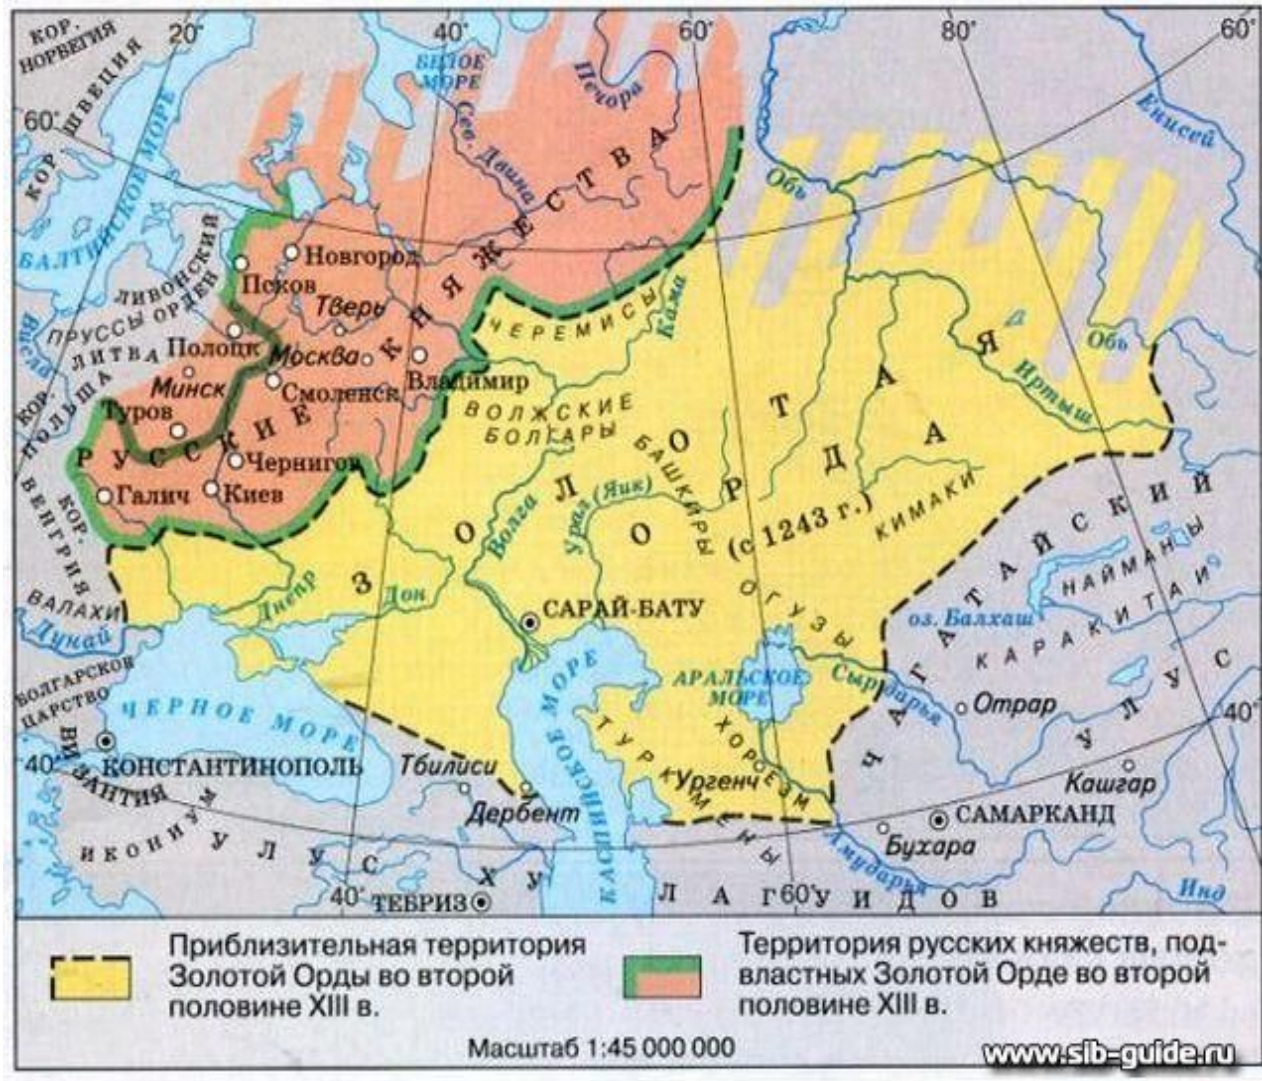 КОР. НОРВЕГИЯ
КОР. ШВЕЦИЯ
20°
40°
60°
80°
60°
60°
БЕЛОЕ МОРЕ
Печора
Сев. Двина
Енисей
Обь
БАЛТИЙСКОЕ МОРЕ
ЛИВОНСКИЙ ОРДЕН
ПРУССЫ
ЛИТВА
Висла
КОР. ПОЛЬША
КОР. ВЕНГРИЯ
РУССКИЕ КНЯЖЕСТВА
Новгород
Псков
Тверь
Полоцк
Москва
Минск
Смоленск
Владимир
Туров
Чернигов
Галич
Киев
ЧЕРЕМИСЫ
Кама
ВОЛЖСКИЕ БОЛГАРЫ
БАШКИРЫ
Обь
Иртыш
ЗОЛОТАЯ ОРДА
(с 1243 г.)
КИМАКИ
Волга
Урал (Яик)
Днепр
Дон
САРАЙ-БАТУ
ОГУЗЫ
ВАЛАХИ
Дунай
БОЛГАРСКОЕ ЦАРСТВО
ЧЕРНОЕ МОРЕ
ВИЗАНТИЯ
КОНСТАНТИНОПОЛЬ
ИКОНИУМ
Тбилиси
Дербент
КАСПИЙСКОЕ МОРЕ
АРАЛЬСКОЕ МОРЕ
Сырдарья
ТУРКМЕНЫ
ХОРЕЗМ
Ургенч
ЧАГАТАЙСКИЙ УЛУС
НАЙМАНЫ
КАРАКИТАИ
оз. Балхаш
Отрар
Кашгар
САМАРКАНД
Бухара
Амударья
Инд
УЛУС ХУЛАГУИДОВ
ТЕБРИЗ
40°
40°
40°
60°
Приблизительная территория
Золотой Орды во второй
половине XIII в.
Территория русских княжеств, под-
властных Золотой Орде во второй
половине XIII в.
Масштаб 1:45 000 000
www.sib-guide.ru